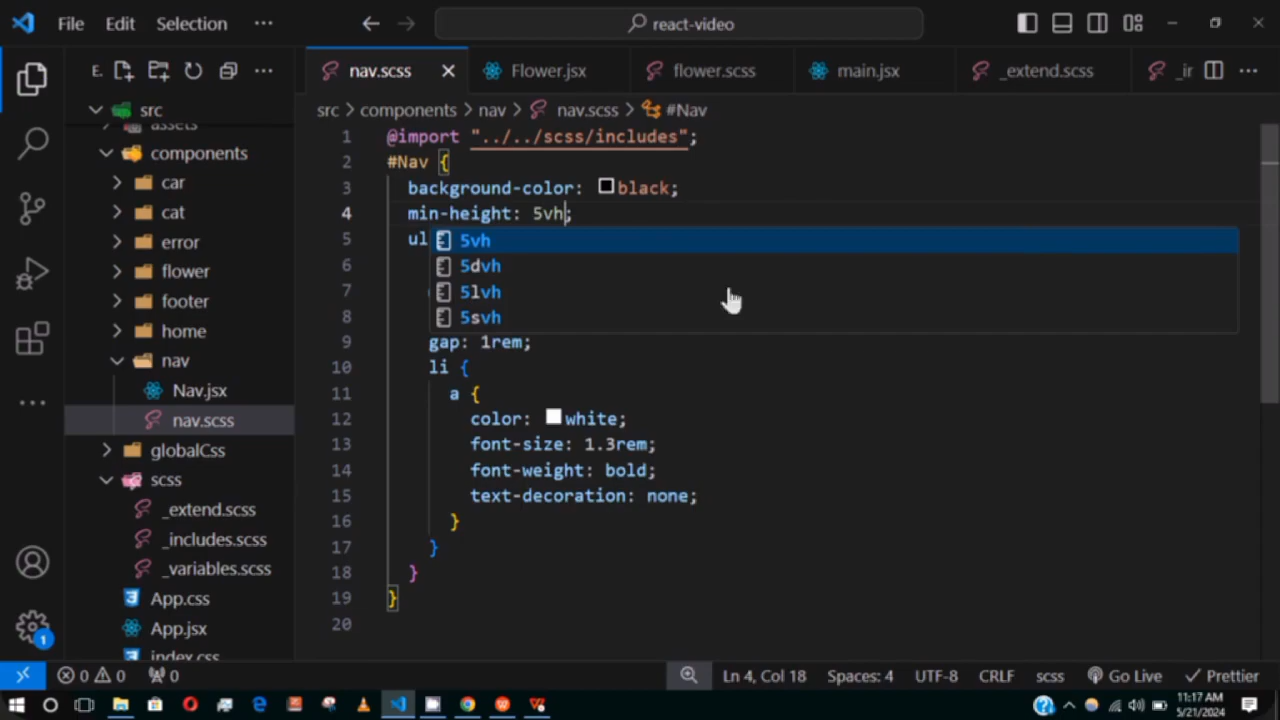 File Edit Selection ··· react-video
E. ···
nav.scss Flower.jsx flower.scss main.jsx _extend.scss _ir ···
src
assets
components
car
cat
error
flower
footer
home
nav
Nav.jsx
nav.scss
globalCss
scss
_extend.scss
_includes.scss
_variables.scss
App.css
App.jsx
index.css
src > components > nav > nav.scss > #Nav
1 @import "../../scss/includes";
2 #Nav {
3 background-color: black;
4 min-height: 5vh;
5 ul
5vh
6
5dvh
7
5lvh
8
5svh
9 gap: 1rem;
10 li {
11 a {
12 color: white;
13 font-size: 1.3rem;
14 font-weight: bold;
15 text-decoration: none;
16 }
17 }
18 }
19 }
20
1
0 0 0 Ln 4, Col 18 Spaces: 4 UTF-8 CRLF scss Go Live Prettier
11:17 AM
5/21/2024